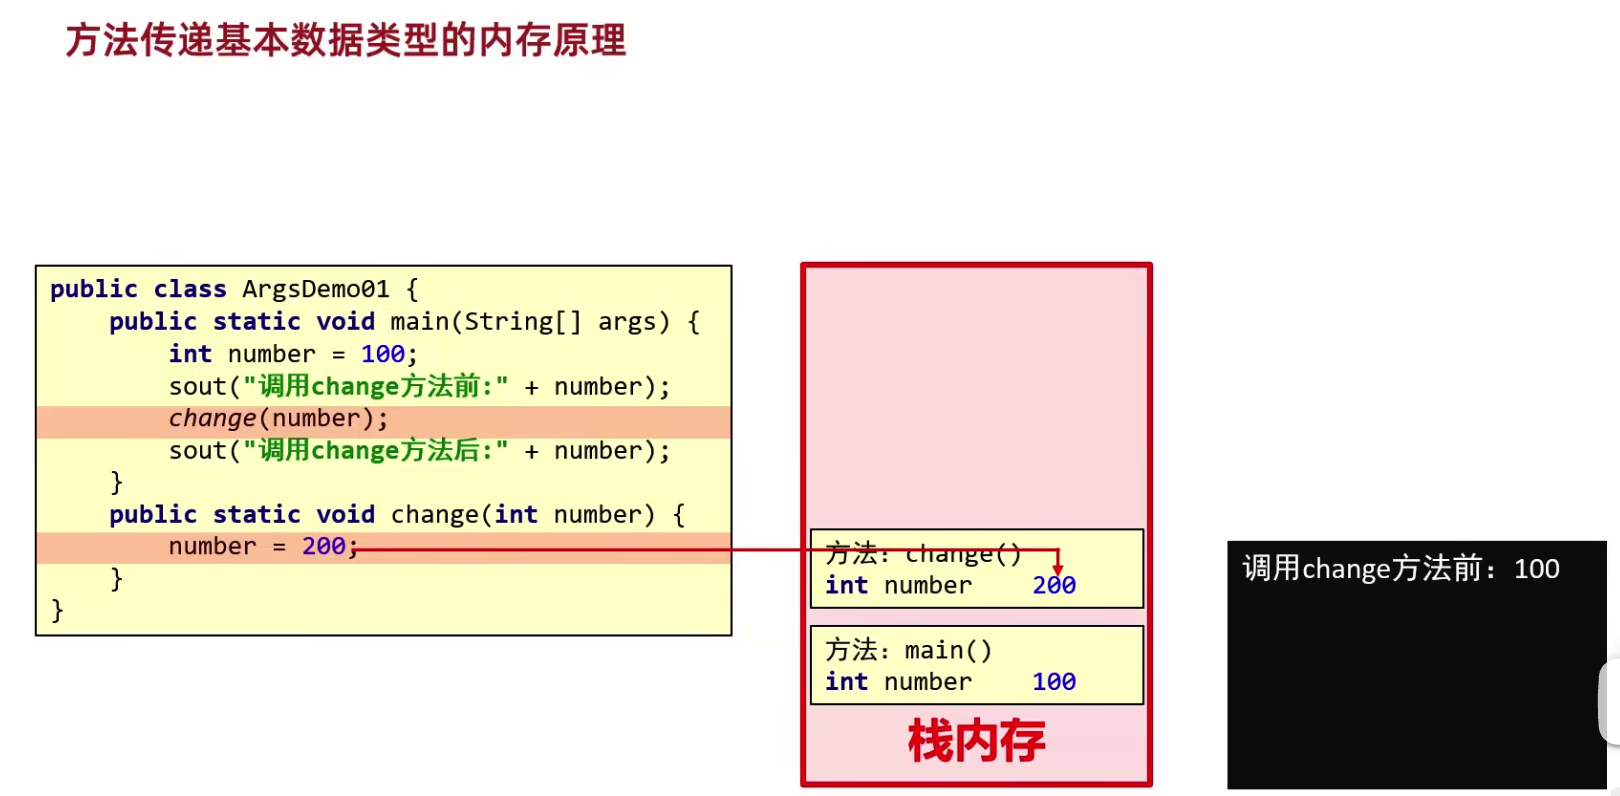 方法传递基本数据类型的内存原理
public class ArgsDemo01 {
    public static void main(String[] args) {
        int number = 100;
        sout("调用change方法前:" + number);
        change(number);
        sout("调用change方法后:" + number);
    }
    public static void change(int number) {
        number = 200;
    }
}
方法：change()
int number    200
方法：main()
int number    100
栈内存
调用change方法前：100